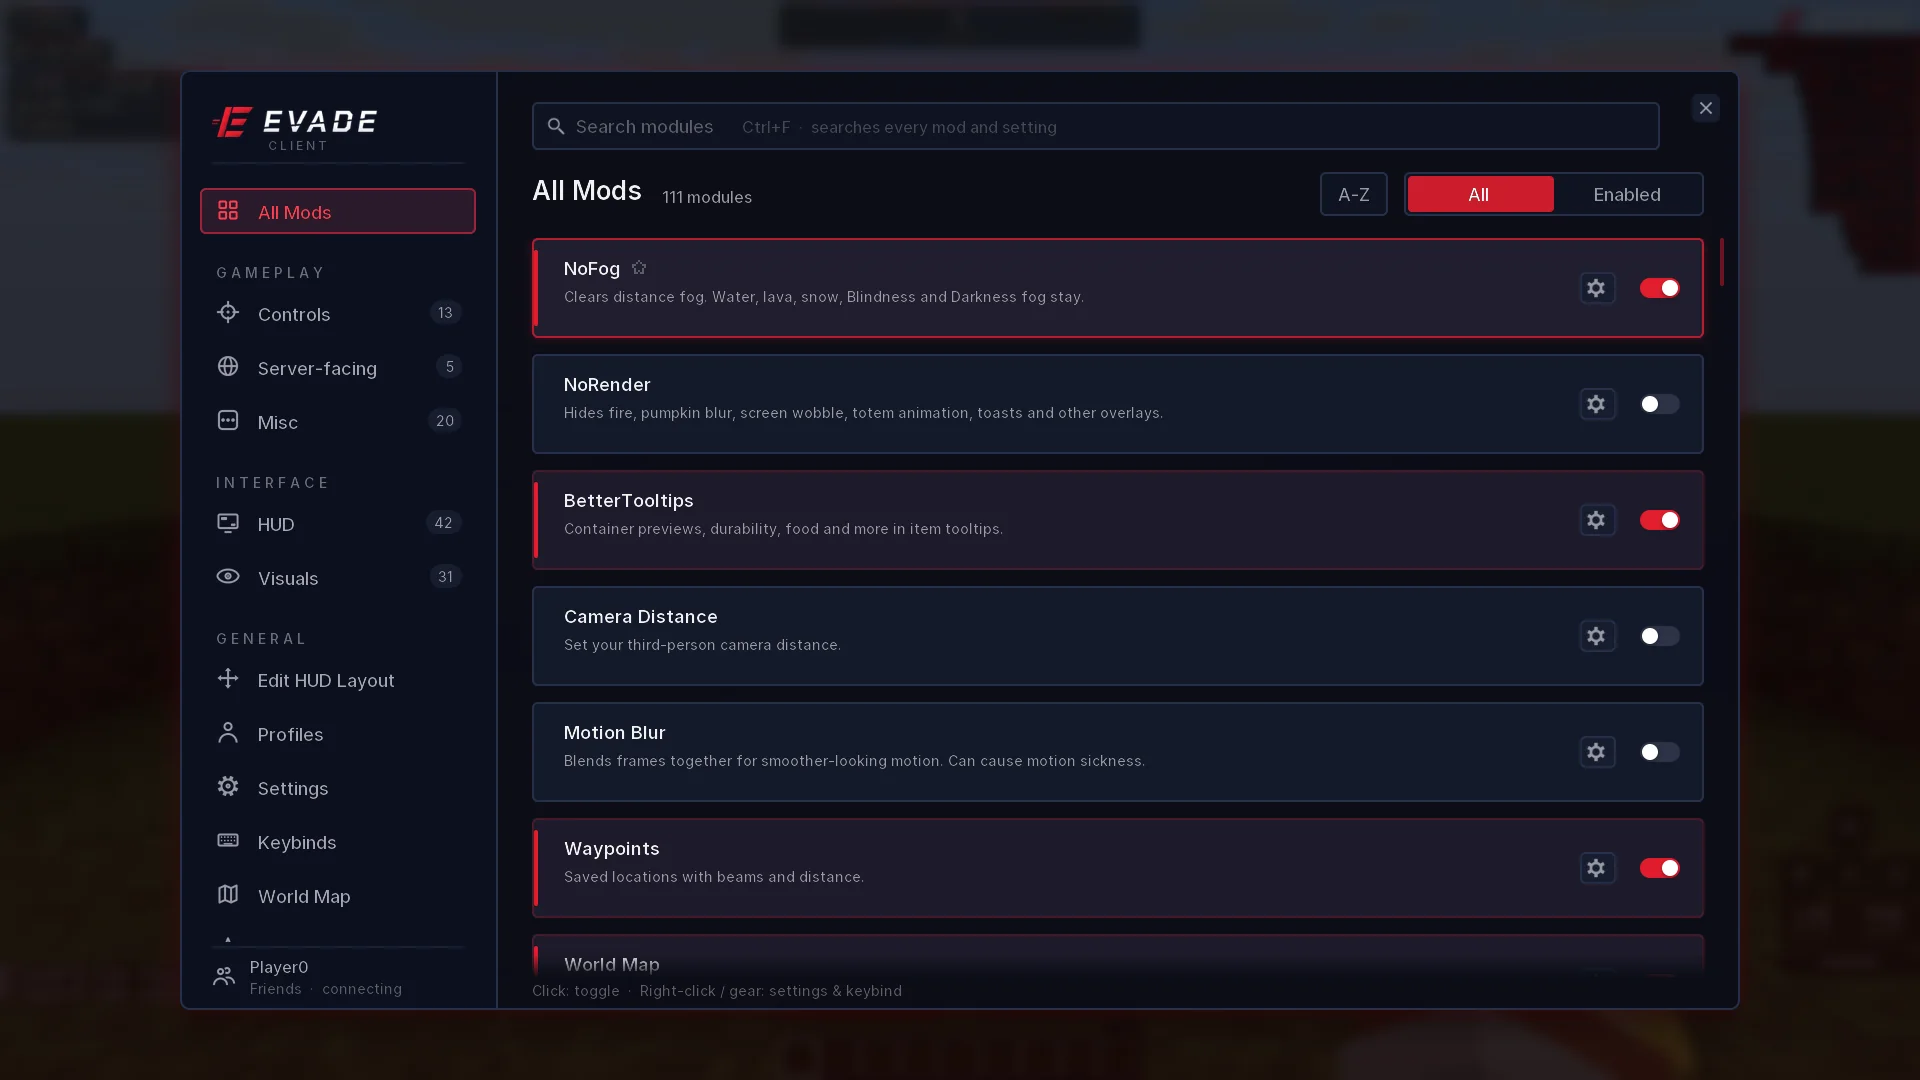 EVADE
CLIENT
All Mods
GAMEPLAY
Controls 13
Server-facing 5
Misc 20
INTERFACE
HUD 42
Visuals 31
GENERAL
Edit HUD Layout
Profiles
Settings
Keybinds
World Map
Player0
Friends · connecting
Search modules Ctrl+F · searches every mod and setting
All Mods 111 modules
A-Z All Enabled
NoFog
Clears distance fog. Water, lava, snow, Blindness and Darkness fog stay.
NoRender
Hides fire, pumpkin blur, screen wobble, totem animation, toasts and other overlays.
BetterTooltips
Container previews, durability, food and more in item tooltips.
Camera Distance
Set your third-person camera distance.
Motion Blur
Blends frames together for smoother-looking motion. Can cause motion sickness.
Waypoints
Saved locations with beams and distance.
World Map
Click: toggle · Right-click / gear: settings & keybind